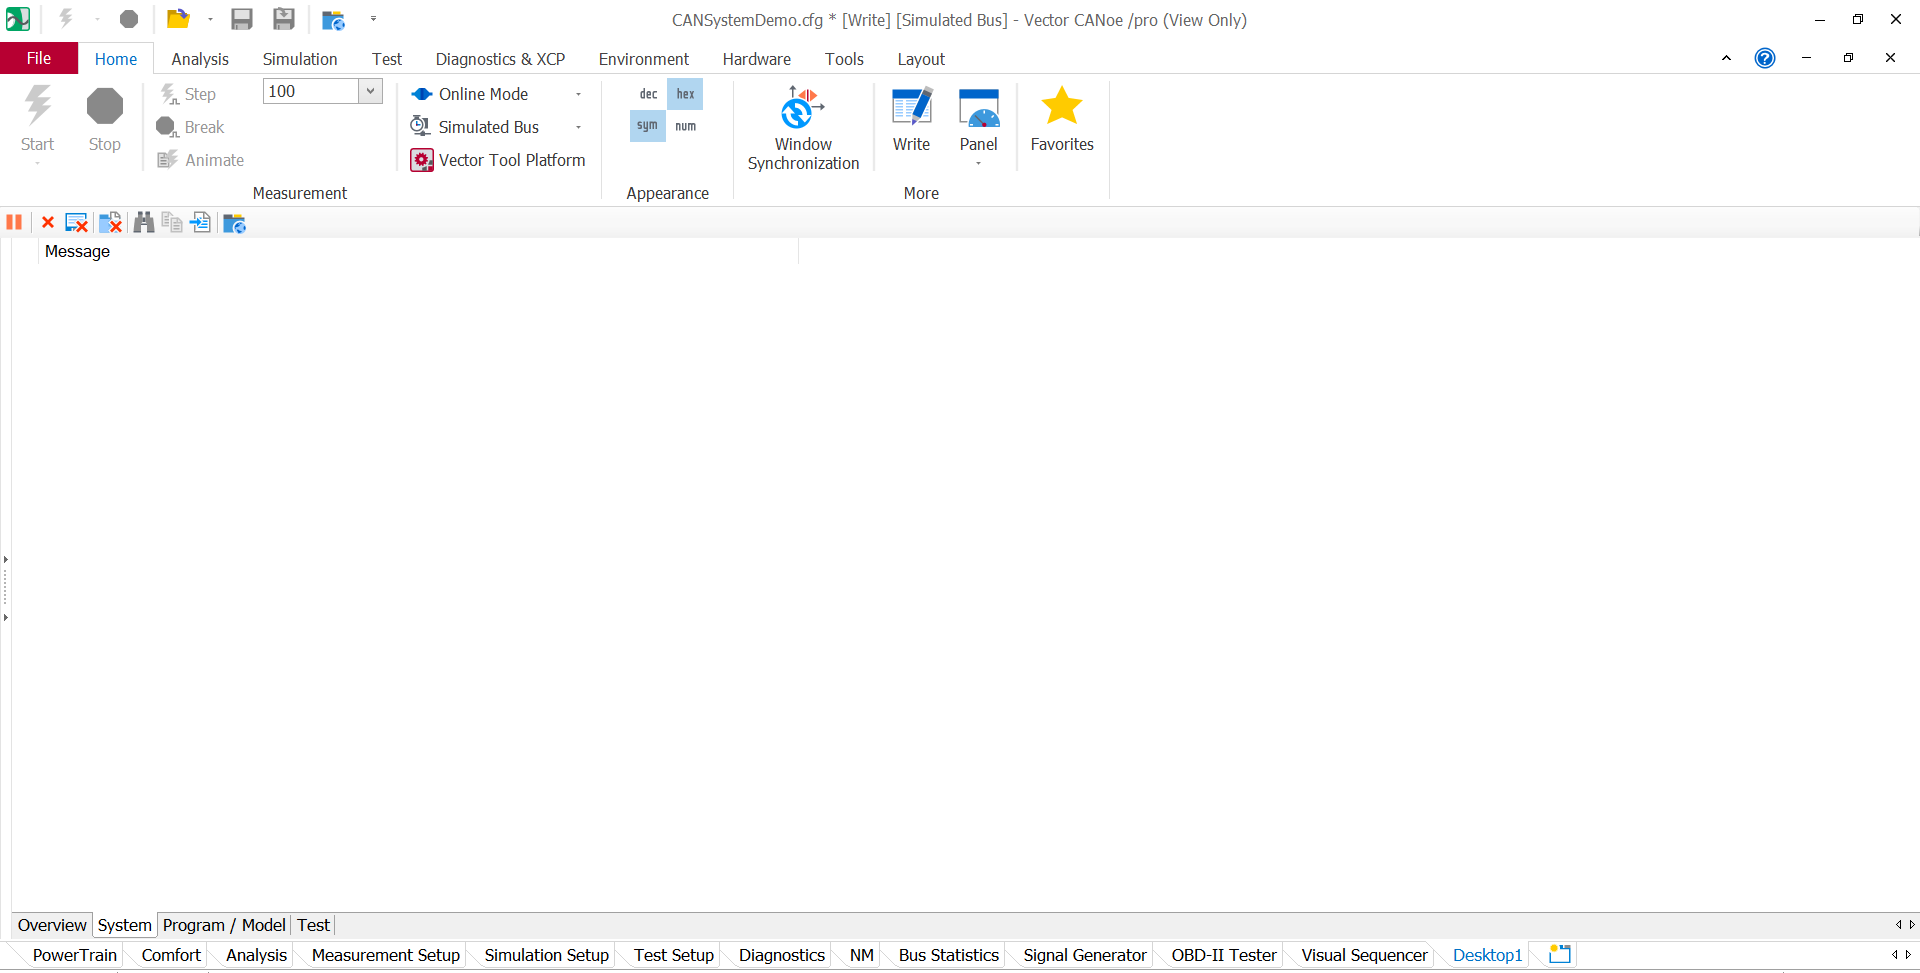 CANSystemDemo.cfg * [Write] [Simulated Bus] - Vector CANoe /pro (View Only)
File Home Analysis Simulation Test Diagnostics & XCP Environment Hardware Tools Layout
Start
Stop
Step
Break
Animate
100
Online Mode
Simulated Bus
Vector Tool Platform
Measurement
dec hex
sym num
Appearance
Window
Synchronization
Write
Panel
More
Favorites
Message
Overview System Program / Model Test
PowerTrain Comfort Analysis Measurement Setup Simulation Setup Test Setup Diagnostics NM Bus Statistics Signal Generator OBD-II Tester Visual Sequencer Desktop1